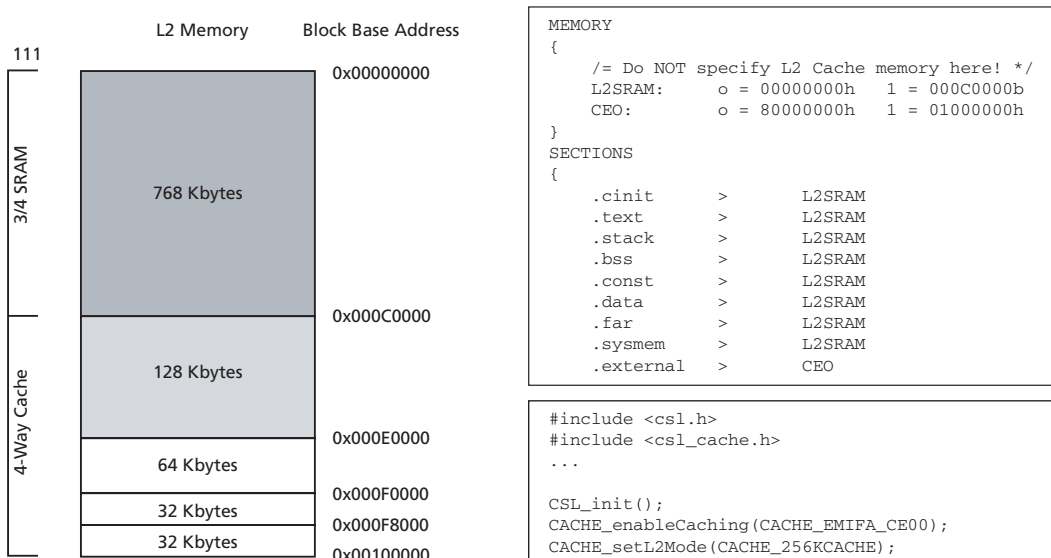 L2 Memory
Block Base Address
111
0x00000000
3/4 SRAM
768 Kbytes
0x000C0000
4-Way Cache
128 Kbytes
0x000E0000
64 Kbytes
0x000F0000
32 Kbytes
0x000F8000
32 Kbytes
0x00100000
MEMORY
{
/= Do NOT specify L2 Cache memory here! */
L2SRAM: o = 00000000h 1 = 000C0000b
CEO: o = 80000000h 1 = 01000000h
}
SECTIONS
{
.cinit > L2SRAM
.text > L2SRAM
.stack > L2SRAM
.bss > L2SRAM
.const > L2SRAM
.data > L2SRAM
.far > L2SRAM
.sysmem > L2SRAM
.external > CEO
#include <csl.h>
#include <csl_cache.h>
...
CSL_init();
CACHE_enableCaching(CACHE_EMIFA_CE00);
CACHE_setL2Mode(CACHE_256KCACHE);